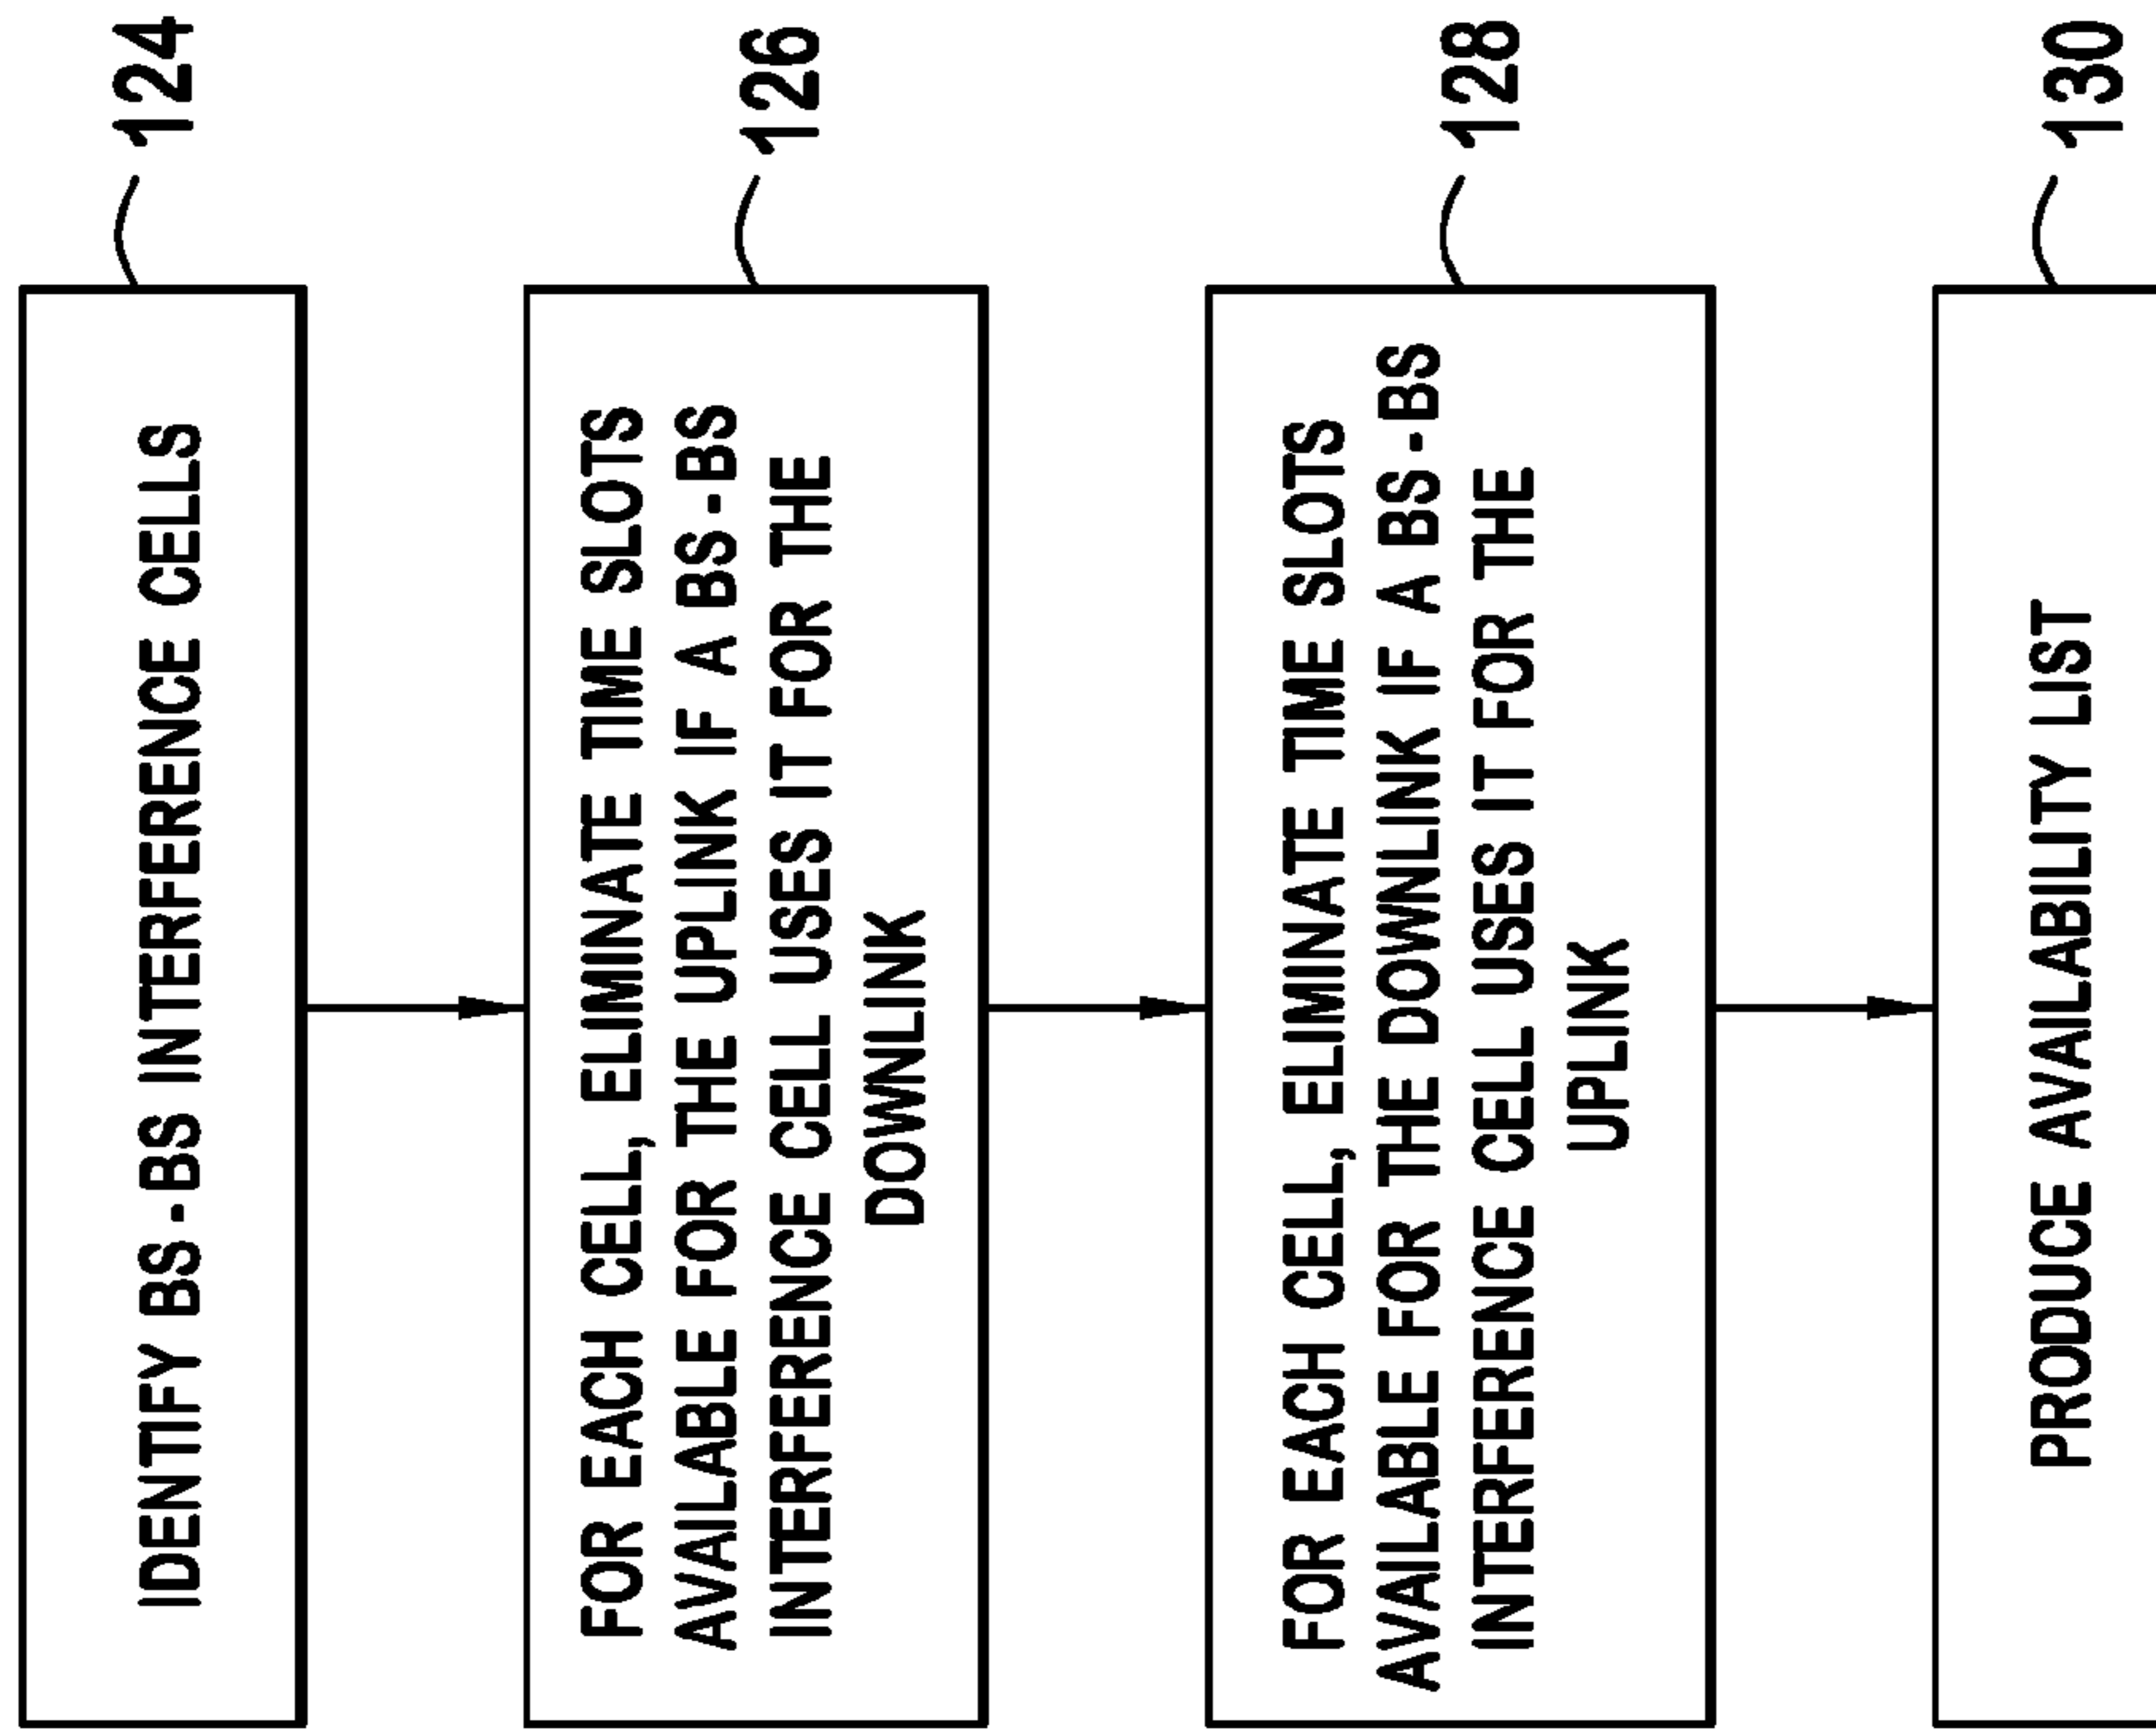 124
IDENTIFY BS-BS INTERFERENCE CELLS
126
FOR EACH CELL, ELIMINATE TIME SLOTS
AVAILABLE FOR THE UPLINK IF A BS-BS
INTERFERENCE CELL USES IT FOR THE
DOWNLINK
128
FOR EACH CELL, ELIMINATE TIME SLOTS
AVAILABLE FOR THE DOWNLINK IF A BS-BS
INTERFERENCE CELL USES IT FOR THE
UPLINK
130
PRODUCE AVAILABILITY LIST